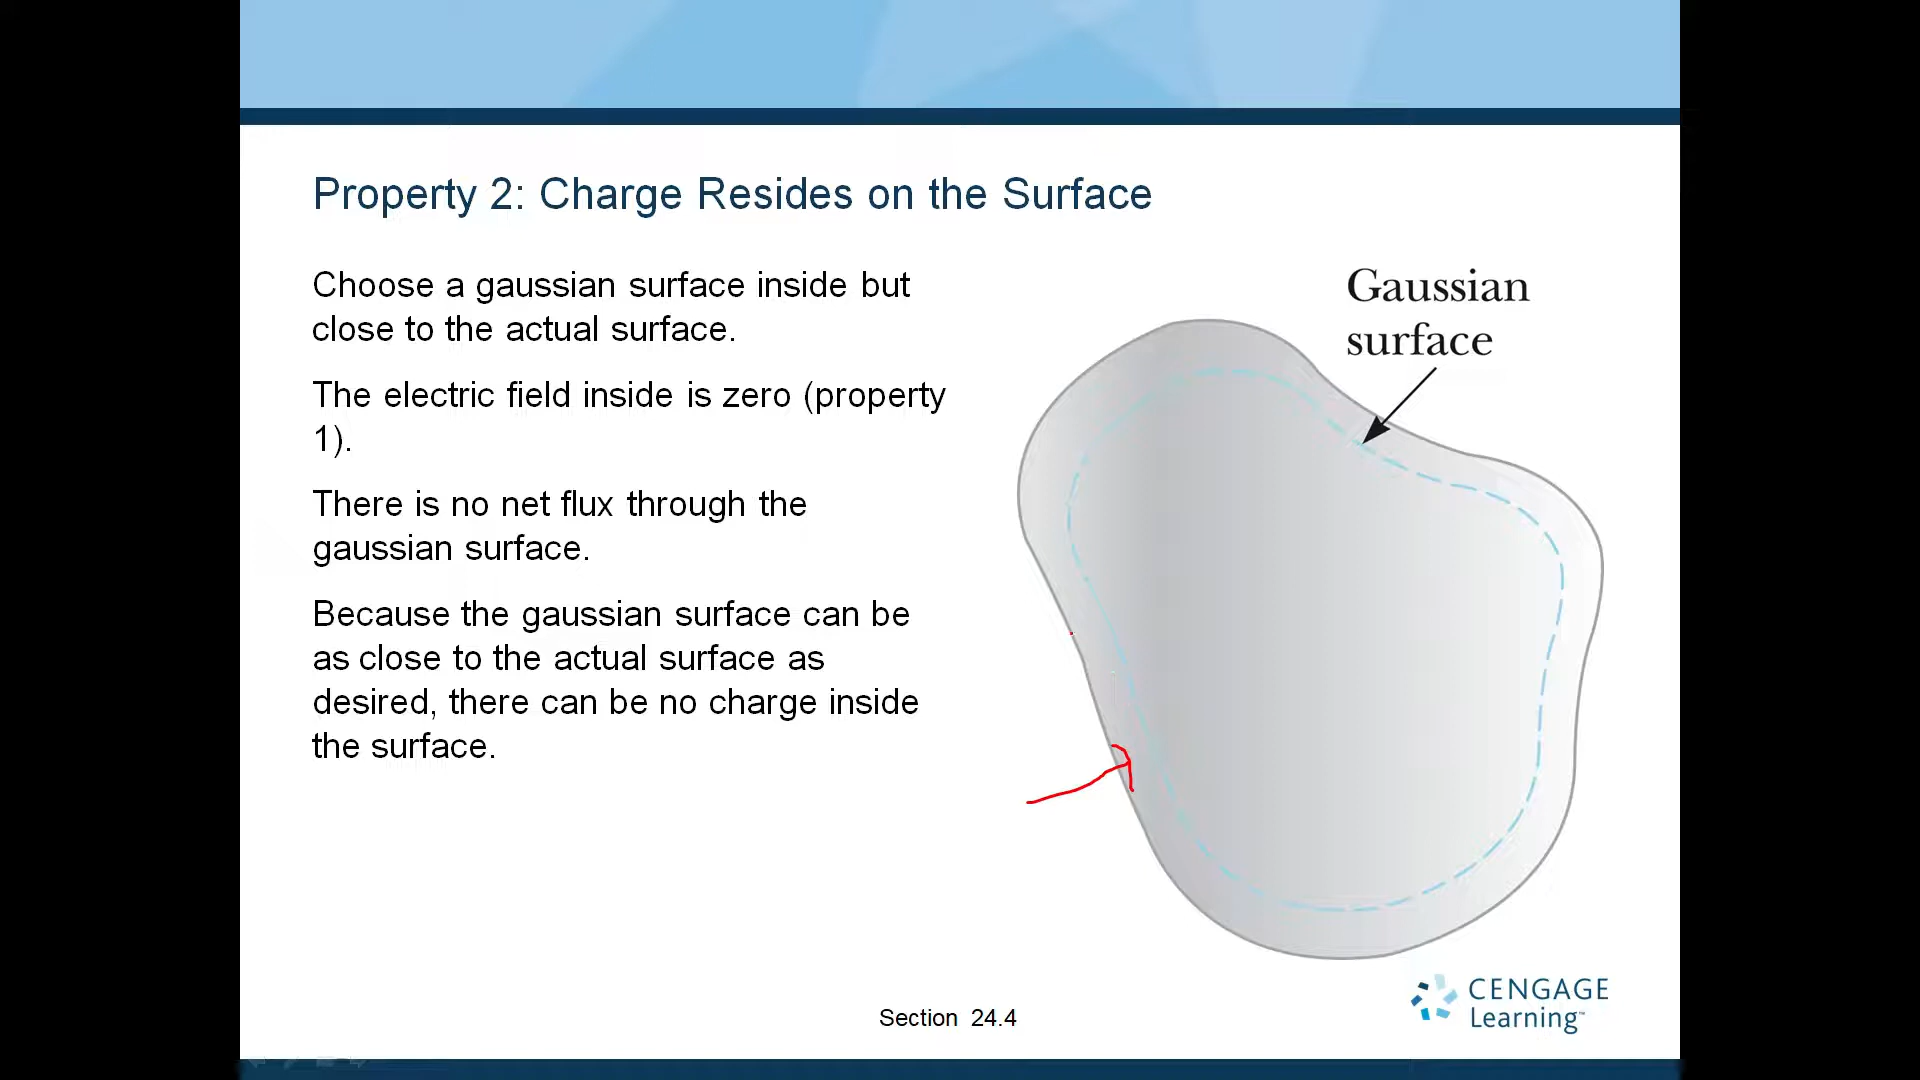 Property 2: Charge Resides on the Surface
Choose a gaussian surface inside but
close to the actual surface.
The electric field inside is zero (property
1).
There is no net flux through the
gaussian surface.
Because the gaussian surface can be
as close to the actual surface as
desired, there can be no charge inside
the surface.
Gaussian
surface
Section 24.4
CENGAGE
Learning™